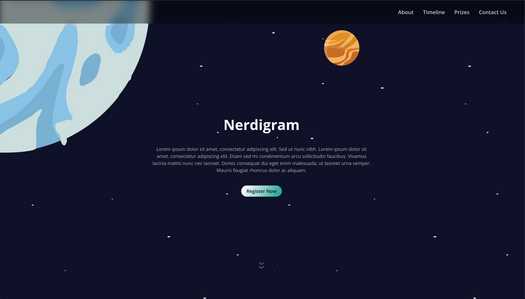 About Timeline Prizes Contact Us
Nerdigram
Lorem ipsum dolor sit amet, consectetur adipiscing elit. Sed ut nunc nibh. Lorem ipsum dolor sit
amet, consectetur adipiscing elit. Etiam sed mi condimentum arcu sollicitudin faucibus. Vivamus
lacinia mattis nunc nec laoreet. Donec consequat dui eget enim malesuada, ut laoreet urna semper.
Mauris feugiat rhoncus dolor ac aliquam.
Register Now